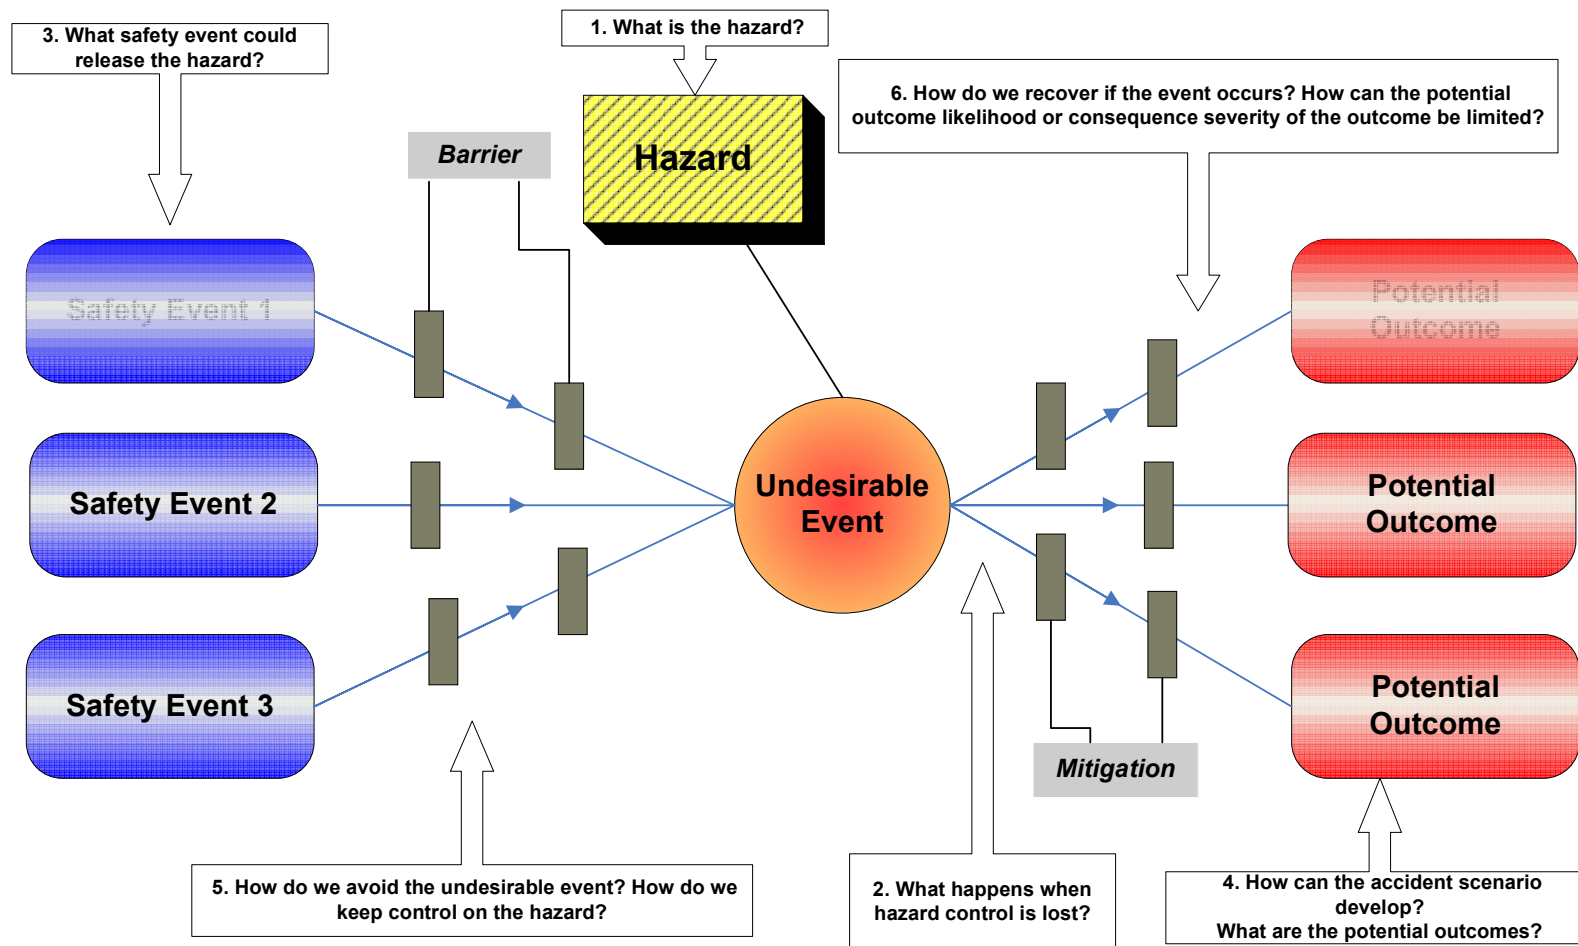 3. What safety event could
release the hazard?
1. What is the hazard?
6. How do we recover if the event occurs? How can the potential
outcome likelihood or consequence severity of the outcome be limited?
Barrier
Hazard
Safety Event 1
Potential
Outcome
Safety Event 2
Undesirable
Event
Potential
Outcome
Safety Event 3
Potential
Outcome
Mitigation
5. How do we avoid the undesirable event? How do we
keep control on the hazard?
2. What happens when
hazard control is lost?
4. How can the accident scenario
develop?
What are the potential outcomes?